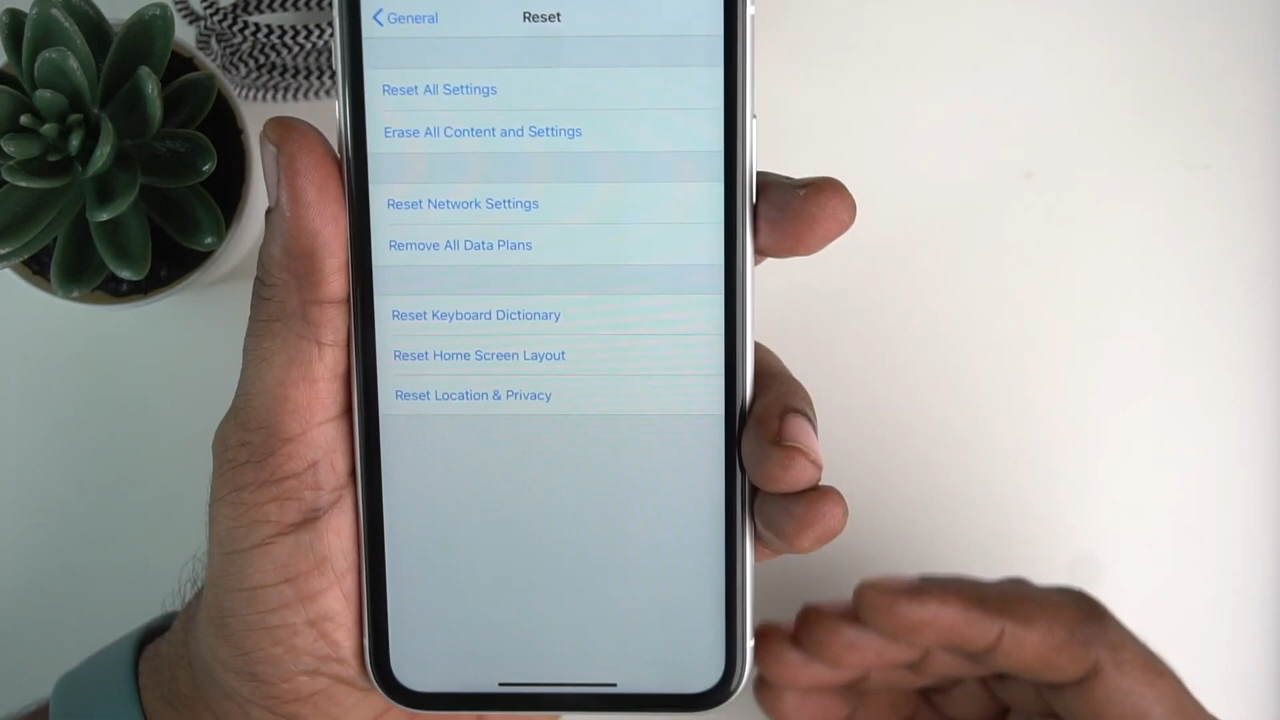 General
Reset
Reset All Settings
Erase All Content and Settings
Reset Network Settings
Remove All Data Plans
Reset Keyboard Dictionary
Reset Home Screen Layout
Reset Location & Privacy